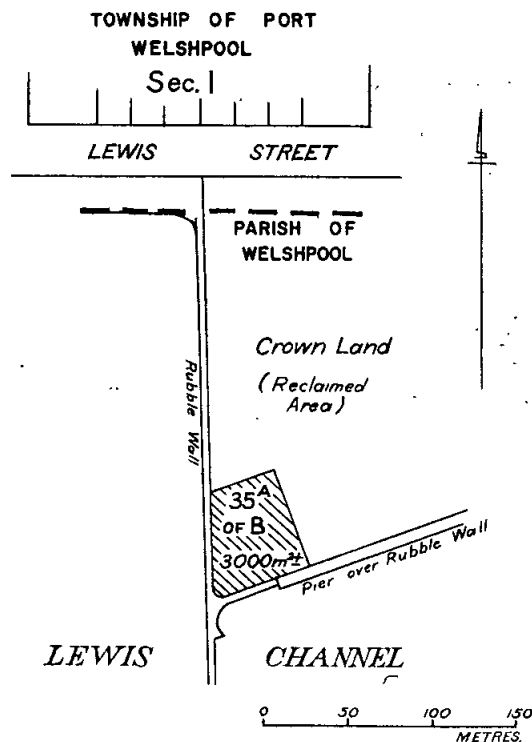 TOWNSHIP OF PORT
WELSHPOOL
Sec. 1
LEWIS STREET
PARISH OF
WELSHPOOL
Crown Land
(Reclaimed
Area)
Rubble Wall
35A
OF B
3000m²±
Pier over Rubble Wall
LEWIS CHANNEL
0 50 100 150
METRES.